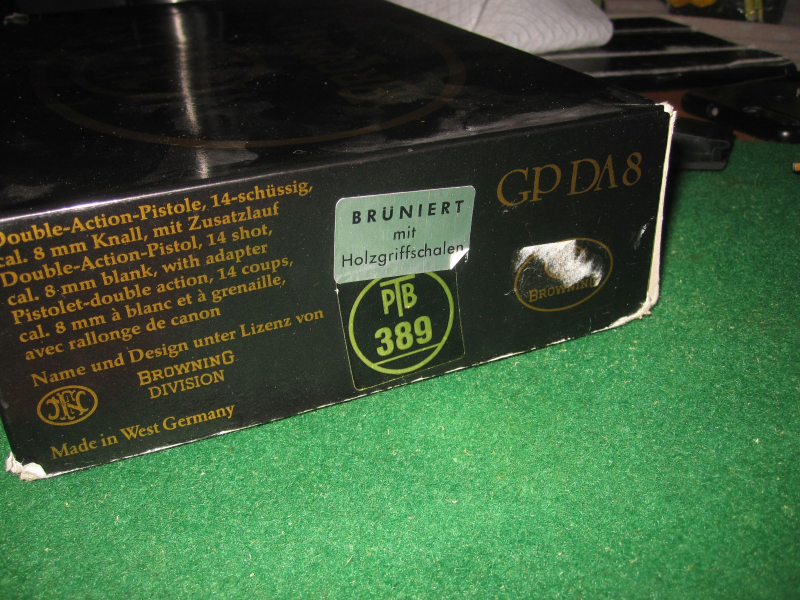 Double-Action-Pistole, 14-schüssig,
cal. 8 mm Knall, mit Zusatzlauf
Double-Action-Pistol, 14 shot,
cal. 8 mm blank, with adapter
Pistolet-double action, 14 coups,
cal. 8 mm à blanc et à grenaille,
avec rallonge de canon
Name und Design unter Lizenz von
FN
BROWNING
DIVISION
Made in West Germany
BRÜNIERT
mit
Holzgriffschalen
PTB
389
GP DA 8
BROWNING